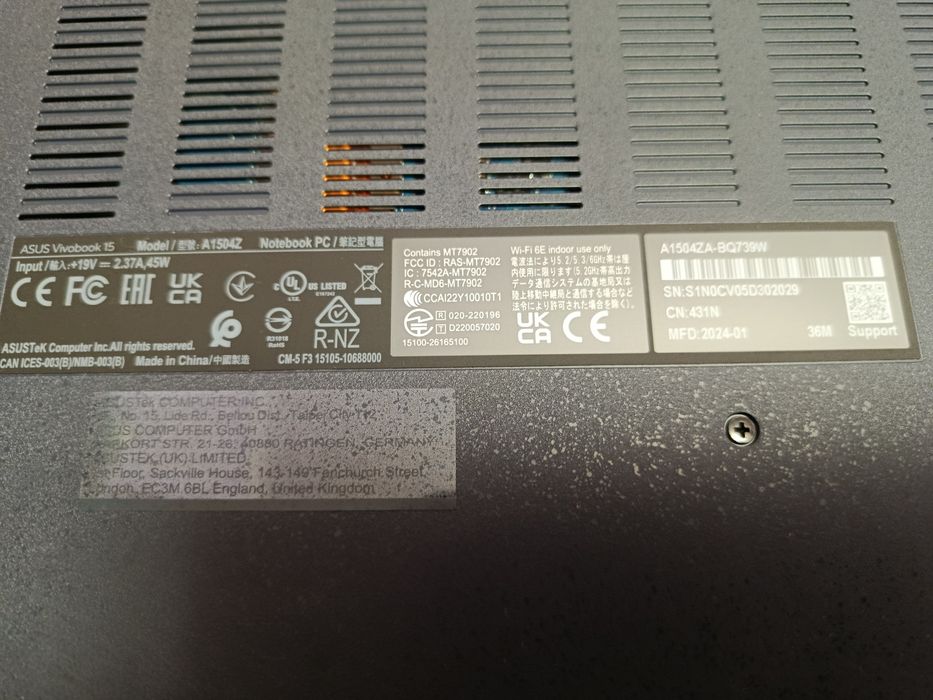 ASUS Vivobook 15 Model / 型號: A1504Z Notebook PC / 筆記型電腦
Input / 輸入: +19V ⎓ 2.37A, 45W
CE FC EAC UK CA
c UL US LISTED
E157243
R31018
RoHS
R-NZ
ASUSTeK Computer Inc. All rights reserved.
CAN ICES-003(B)/NMB-003(B) Made in China/中國製造
CM-5 F3 15105-10688000
Contains MT7902
FCC ID : RAS-MT7902
IC : 7542A-MT7902
R-C-MD6-MT7902
CCAI22Y10010T1
R 020-220196
T D220057020
15100-26165100
Wi-Fi 6E indoor use only
電波法により5.2/5.3/6GHz帯は屋
内使用に限ります(5.2GHz帯高出力
データ通信システムの基地局又は
陸上移動中継局と通信する場合、
法令により許可された場合を除く)。
UK CA CE
A1504ZA-BQ739W
SN:S1N0CV05D302029
CN:431N
MFD:2024-01 36M Support
USTek COMPUTER INC.
No. 15, Lide Rd., Beitou Dist., Taipei City 112
US COMPUTER GmbH
RKORT STR. 21-26, 40880 RATINGEN, GERMANY
USTEK (UK) LIMITED
Floor, Sackville House, 143-149 Fenchurch Street,
London, EC3M 6BL England, United Kingdom